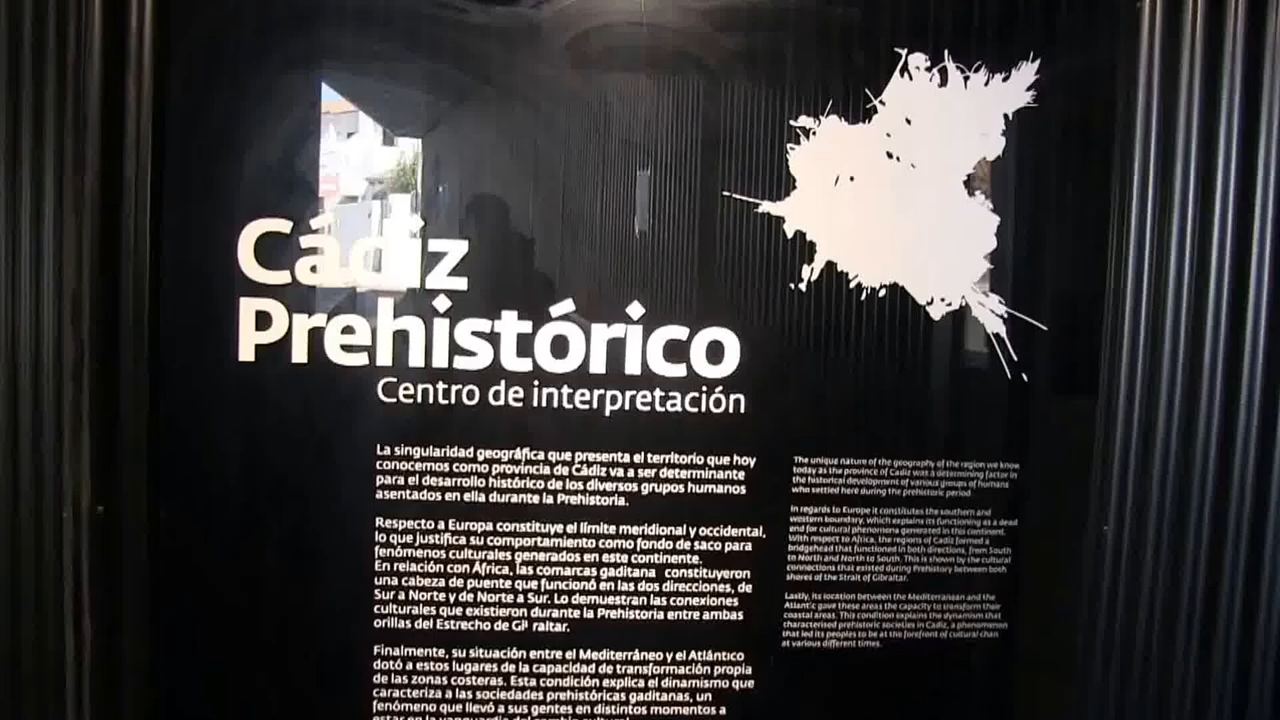 Cádiz
Prehistórico
Centro de interpretación
La singularidad geográfica que presenta el territorio que hoy
conocemos como provincia de Cádiz va a ser determinante
para el desarrollo histórico de los diversos grupos humanos
asentados en ella durante la Prehistoria.
Respecto a Europa constituye el límite meridional y occidental,
lo que justifica su comportamiento como fondo de saco para
fenómenos culturales generados en este continente.
En relación con África, las comarcas gaditana constituyeron
una cabeza de puente que funcionó en las dos direcciones, de
Sur a Norte y de Norte a Sur. Lo demuestran las conexiones
culturales que existieron durante la Prehistoria entre ambas
orillas del Estrecho de Gi raltar.
Finalmente, su situación entre el Mediterráneo y el Atlántico
dotó a estos lugares de la capacidad de transformación propia
de las zonas costeras. Esta condición explica el dinamismo que
caracteriza a las sociedades prehistóricas gaditanas, un
fenómeno que llevó a sus gentes en distintos momentos a
estar en la vanguardia del cambio cultural
The unique nature of the geography of the region we know
today as the province of Cadiz was a determining factor in
the historical development of various groups of humans
who settled here during the prehistoric period
In regards to Europe it constitutes the southern and
western boundary, which explains its functioning as a dead
end for cultural phenomena generated in this continent.
With respect to Africa, the regions of Cadiz formed a
bridgehead that functioned in both directions, from South
to North and North to South. This is shown by the cultural
connections that existed during Prehistory between both
shores of the Strait of Gibraltar.
Lastly, its location between the Mediterranean and the
Atlantic gave these areas the capacity to transform their
coastal areas. This condition explains the dynamism that
characterised prehistoric societies in Cadiz, a phenomenon
that led its peoples to be at the forefront of cultural chan
at various different times.